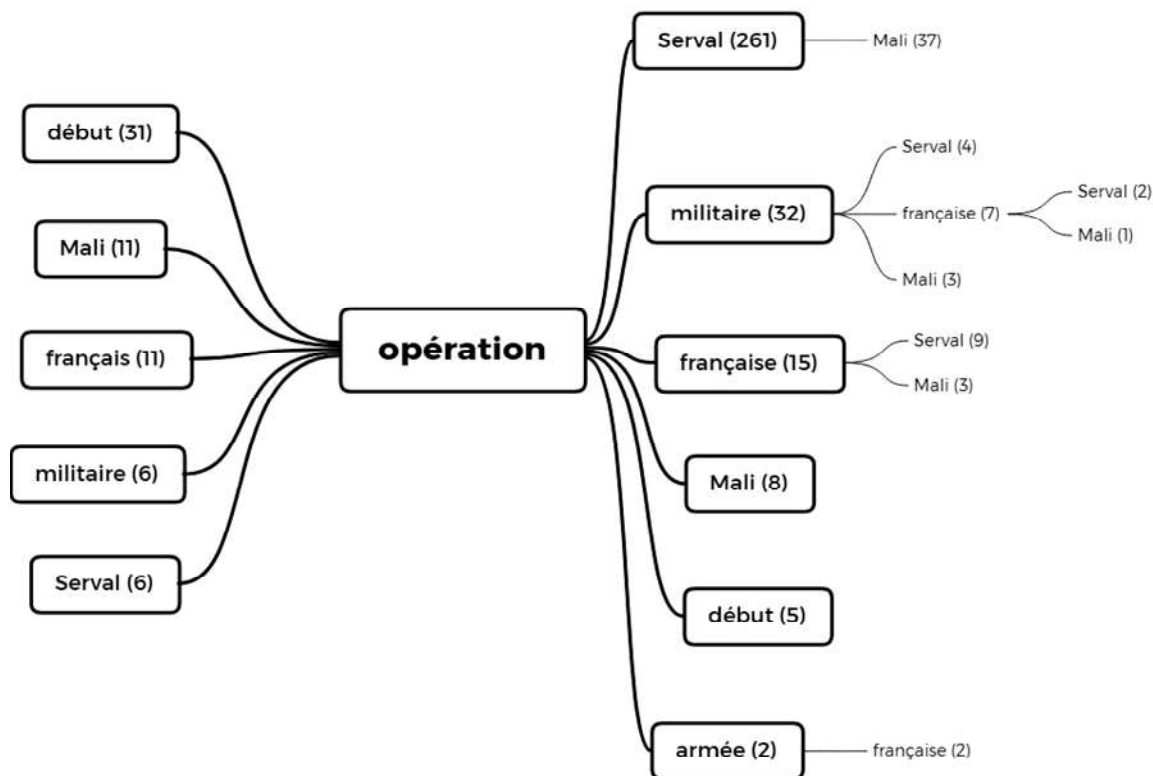 début (31)
Mali (11)
français (11)
militaire (6)
Serval (6)
opération
Serval (261)
Mali (37)
militaire (32)
Serval (4)
française (7)
Serval (2)
Mali (1)
Mali (3)
française (15)
Serval (9)
Mali (3)
Mali (8)
début (5)
armée (2)
française (2)